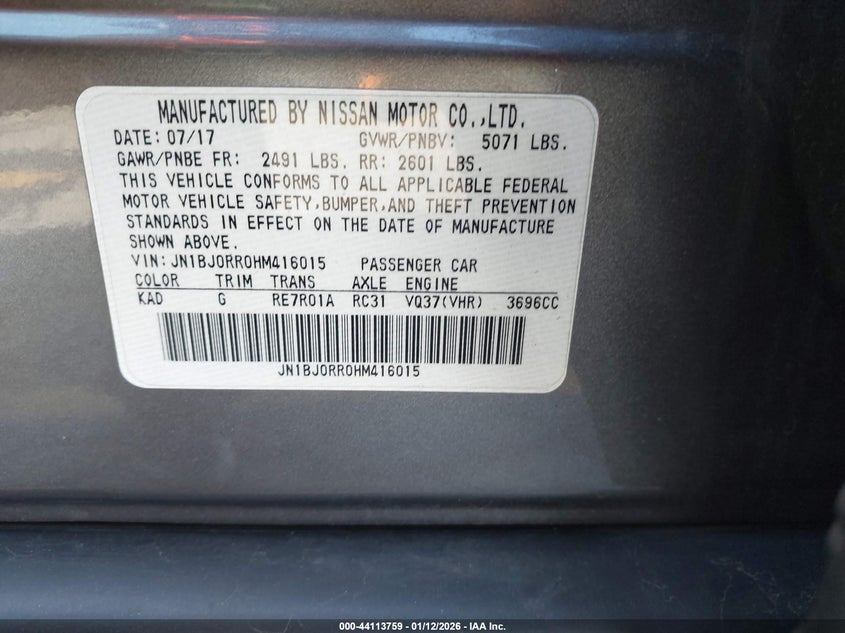 MANUFACTURED BY NISSAN MOTOR CO.,LTD.
DATE: 07/17 GVWR/PNBV: 5071 LBS.
GAWR/PNBE FR: 2491 LBS. RR: 2601 LBS.
THIS VEHICLE CONFORMS TO ALL APPLICABLE FEDERAL
MOTOR VEHICLE SAFETY,BUMPER,AND THEFT PREVENTION
STANDARDS IN EFFECT ON THE DATE OF MANUFACTURE
SHOWN ABOVE.
VIN: JN1BJ0RR0HM416015 PASSENGER CAR
COLOR TRIM TRANS AXLE ENGINE
KAD G RE7R01A RC31 VQ37(VHR) 3696CC
JN1BJ0RR0HM416015
000-44113759 - 01/12/2026 - IAA Inc.